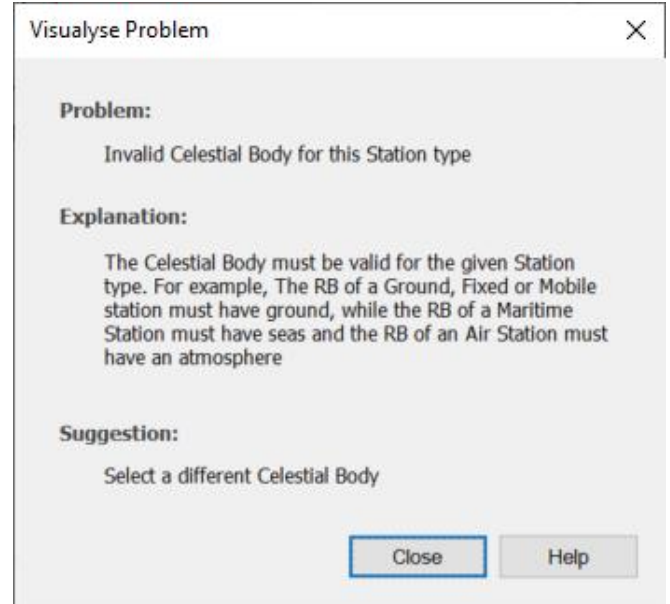 Visualyse Problem
Problem:
Invalid Celestial Body for this Station type
Explanation:
The Celestial Body must be valid for the given Station
type. For example, The RB of a Ground, Fixed or Mobile
station must have ground, while the RB of a Maritime
Station must have seas and the RB of an Air Station must
have an atmosphere
Suggestion:
Select a different Celestial Body
Close
Help